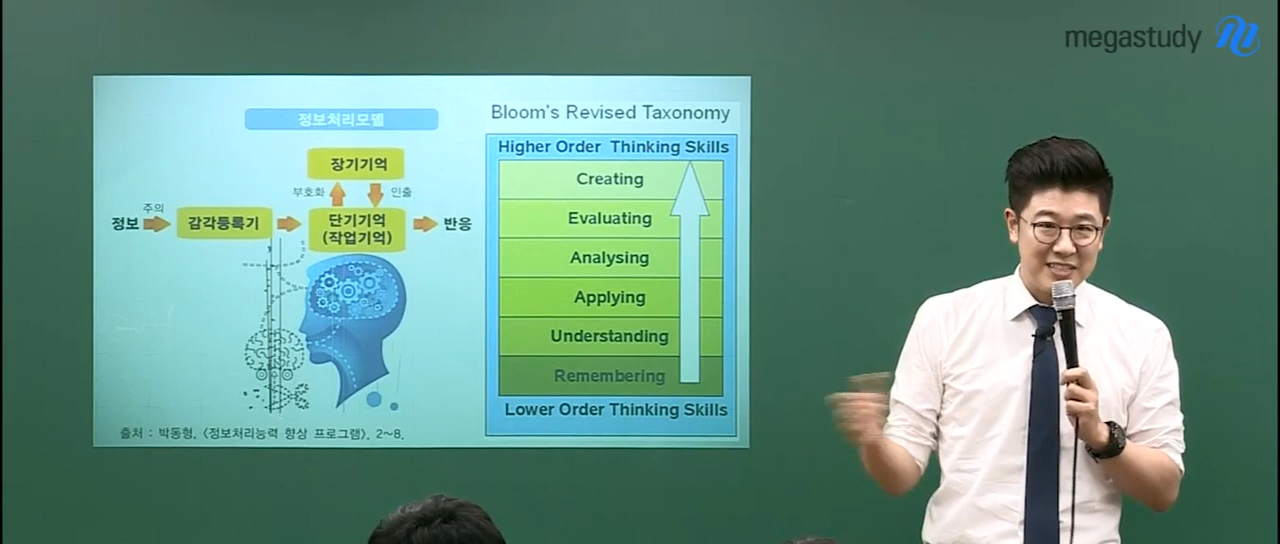 megastudy
정보처리모델
장기기억
부호화
인출
정보
주의
감각등록기
단기기억
(작업기억)
반응
출처 : 박동형, <정보처리능력 향상 프로그램>, 2~8.
Bloom's Revised Taxonomy
Higher Order Thinking Skills
Creating
Evaluating
Analysing
Applying
Understanding
Remembering
Lower Order Thinking Skills